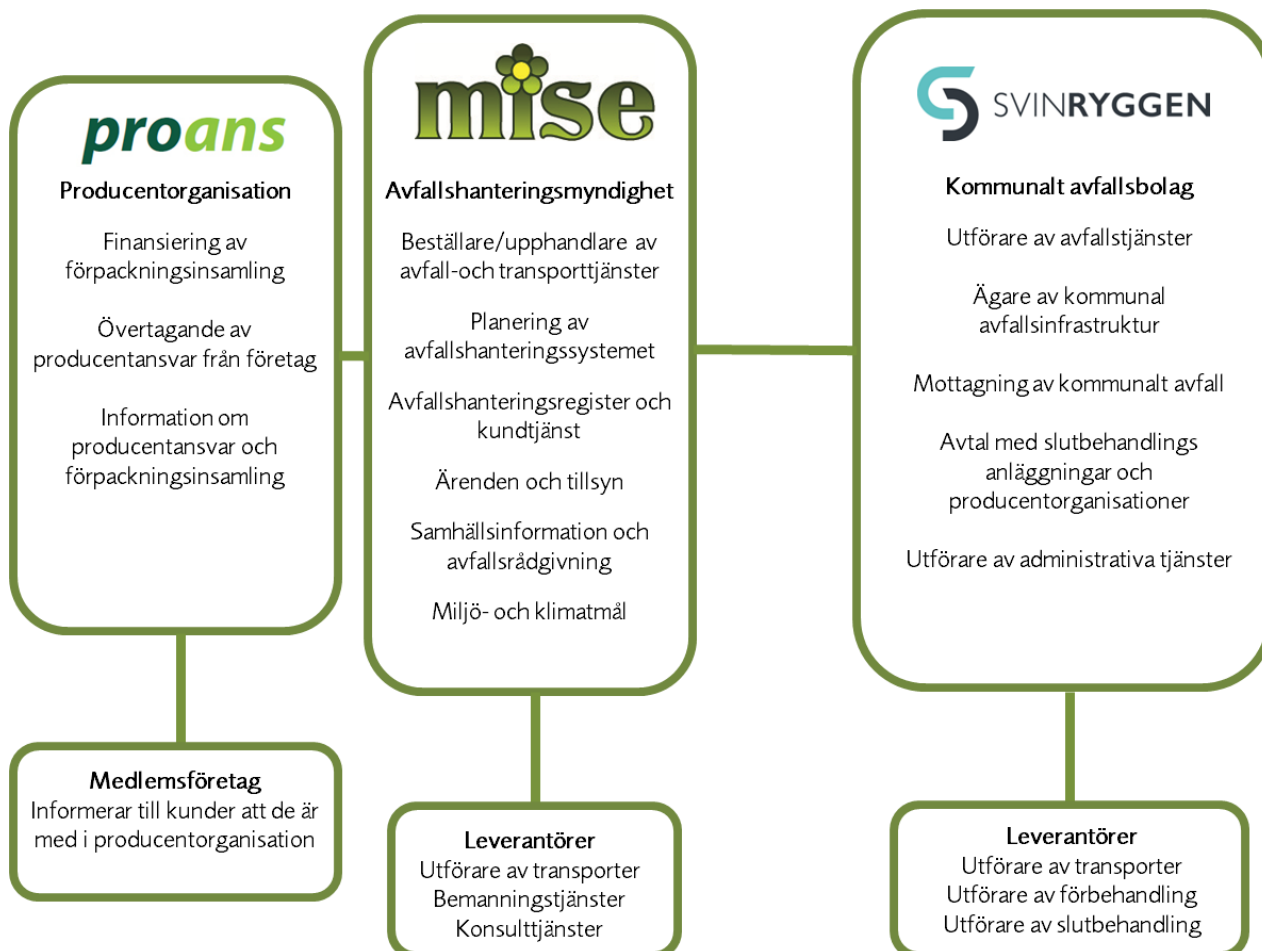 proans
Producentorganisation
Finansiering av
förpackningsinsamling
Övertagande av
producentansvar från företag
Information om
producentansvar och
förpackningsinsamling
Medlemsföretag
Informerar till kunder att de är
med i producentorganisation
mise
Avfallshanteringsmyndighet
Beställare/upphandlare av
avfall-och transporttjänster
Planering av
avfallshanteringssystemet
Avfallshanteringsregister och
kundtjänst
Ärenden och tillsyn
Samhällsinformation och
avfallsrådgivning
Miljö- och klimatmål
Leverantörer
Utförare av transporter
Bemanningstjänster
Konsulttjänster
SVINRYGGEN
Kommunalt avfallsbolag
Utförare av avfallstjänster
Ägare av kommunal
avfallsinfrastruktur
Mottagning av kommunalt avfall
Avtal med slutbehandlings
anläggningar och
producentorganisationer
Utförare av administrativa tjänster
Leverantörer
Utförare av transporter
Utförare av förbehandling
Utförare av slutbehandling